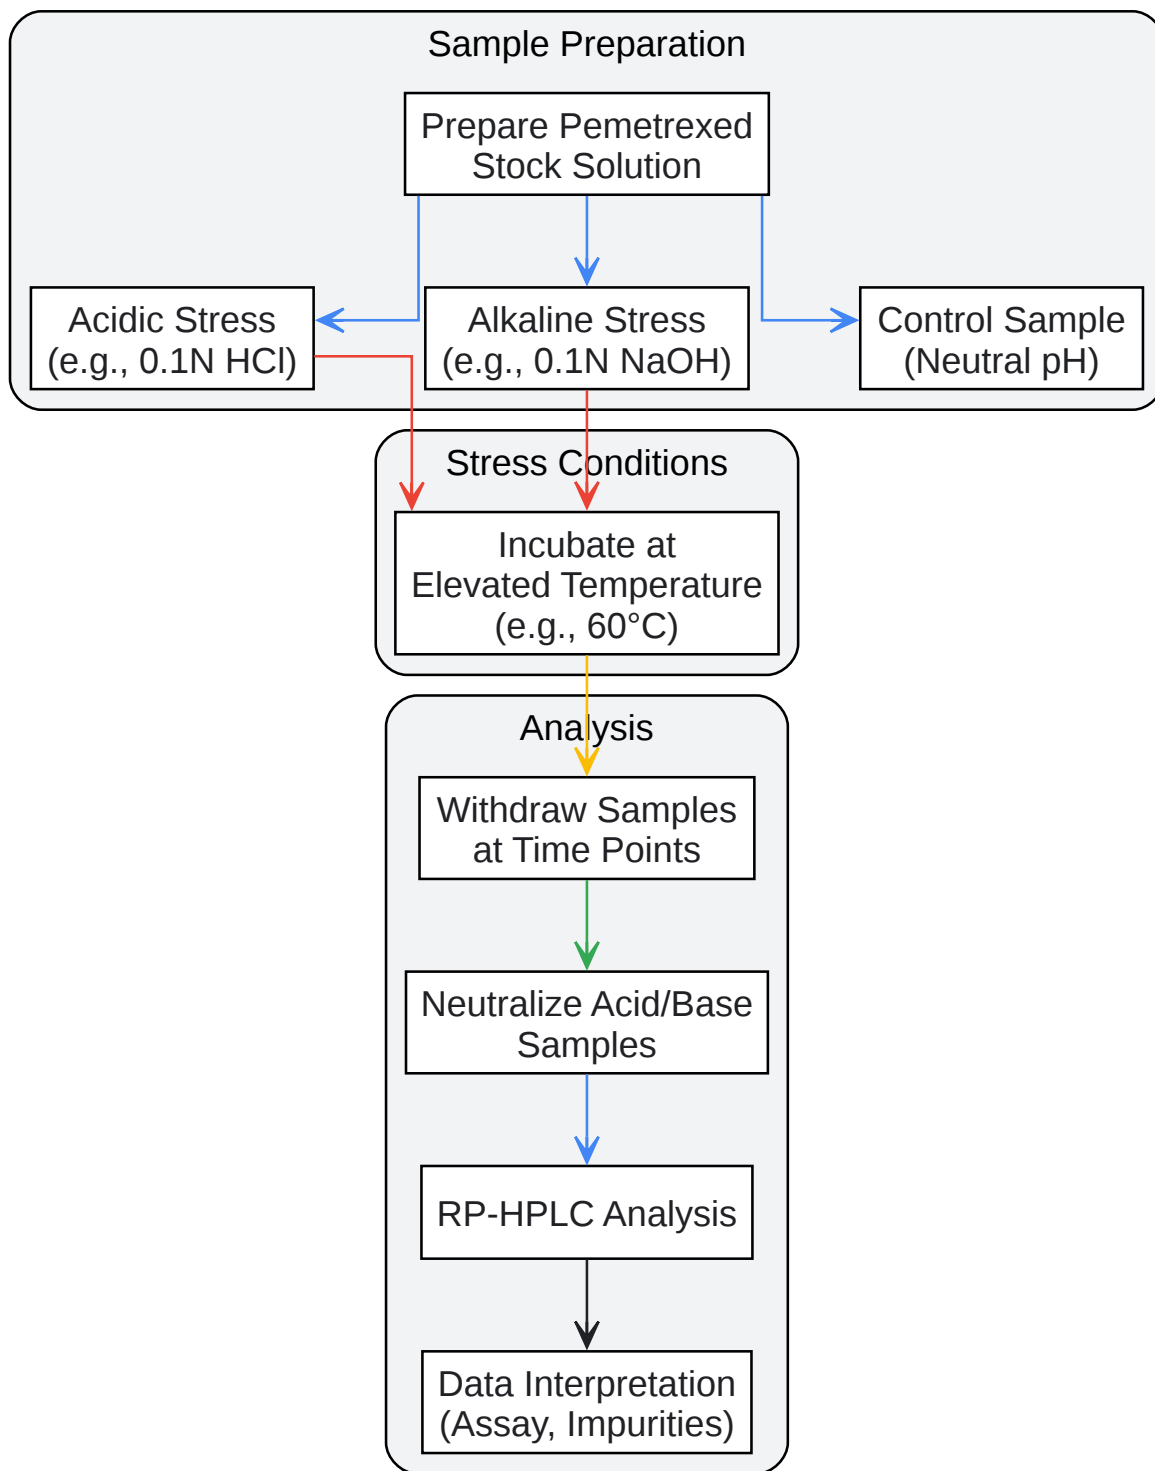 Sample Preparation
Prepare Pemetrexed
Stock Solution
Acidic Stress
(e.g., 0.1N HCl)
Alkaline Stress
(e.g., 0.1N NaOH)
Control Sample
(Neutral pH)
Stress Conditions
Incubate at
Elevated Temperature
(e.g., 60°C)
Analysis
Withdraw Samples
at Time Points
Neutralize Acid/Base
Samples
RP-HPLC Analysis
Data Interpretation
(Assay, Impurities)